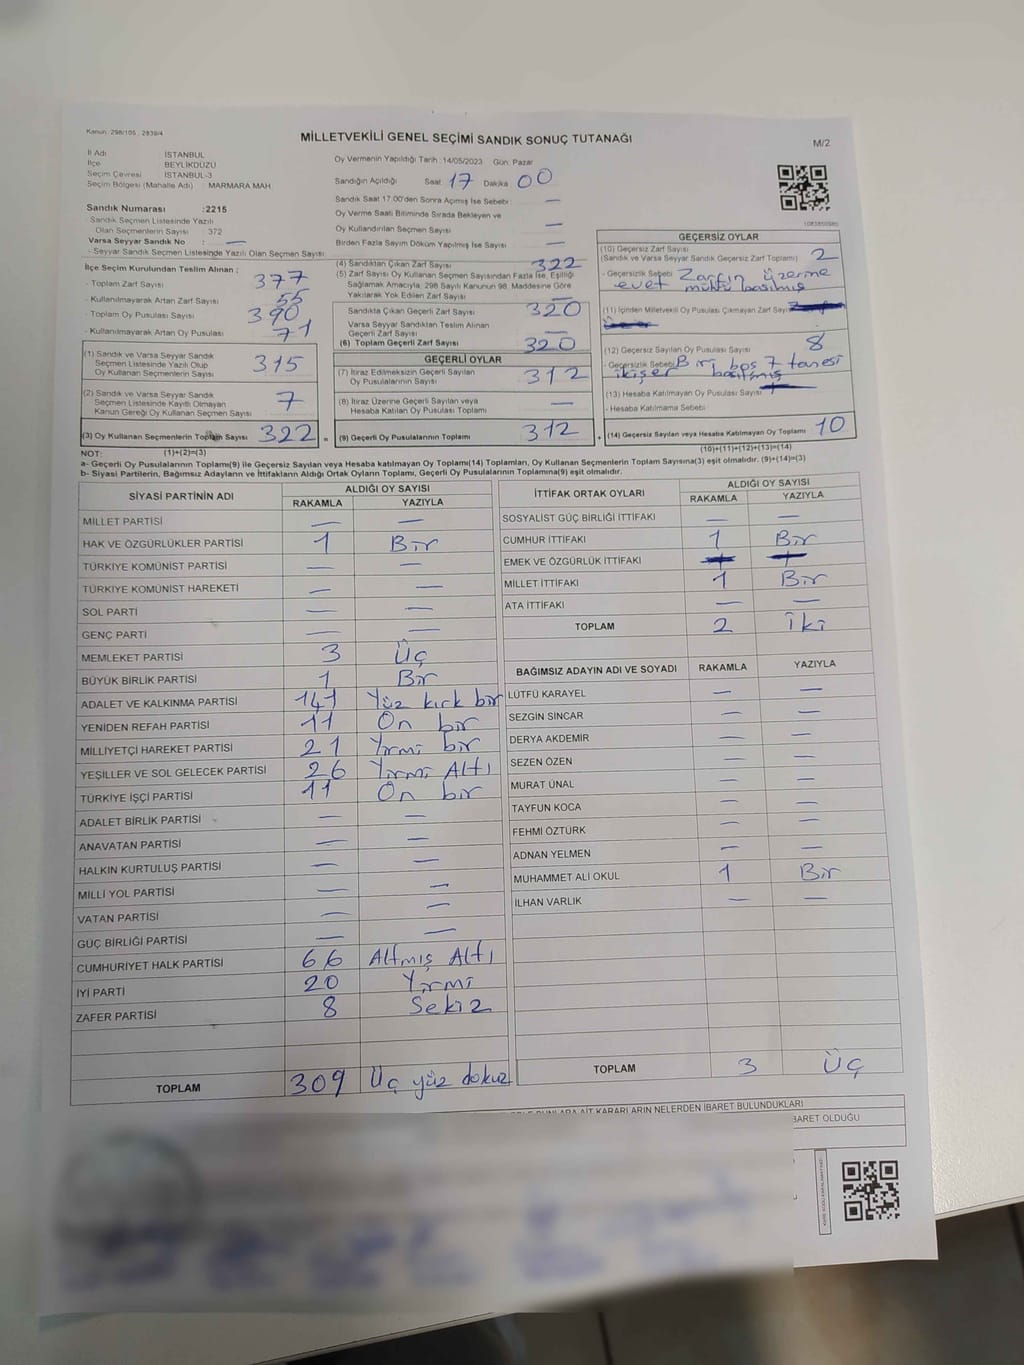 Kanun: 298/105 , 2839/4
MİLLETVEKİLİ GENEL SEÇİMİ SANDIK SONUÇ TUTANAĞI
M/2
İl Adı İSTANBUL
İlçe BEYLİKDÜZÜ
Seçim Çevresi İSTANBUL-3
Seçim Bölgesi (Mahalle Adı) : MARMARA MAH
Sandık Numarası :2215
Sandık Seçmen Listesinde Yazılı
Olan Seçmenlerin Sayısı : 372
Varsa Seyyar Sandık No : —
- Seyyar Sandık Seçmen Listesinde Yazılı Olan Seçmen Sayısı :
İlçe Seçim Kurulundan Teslim Alınan :
- Toplam Zarf Sayısı 377
- Kullanılmayarak Artan Zarf Sayısı 55
- Toplam Oy Pusulası Sayısı 390
- Kullanılmayarak Artan Oy Pusulası 71
(1) Sandık ve Varsa Seyyar Sandık
Seçmen Listesinde Yazılı Olup
Oy Kullanan Seçmenlerin Sayısı 315
(2) Sandık ve Varsa Seyyar Sandık
Seçmen Listesinde Kayıtlı Olmayan
Kanun Gereği Oy Kullanan Seçmen Sayısı 7
(3) Oy Kullanan Seçmenlerin Toplam Sayısı 322 =
Oy Vermenin Yapıldığı Tarih :14/05/2023 Gün: Pazar
Sandığın Açıldığı Saat 17 Dakika 00
Sandık Saat 17:00'den Sonra Açılmış İse Sebebi : —
Oy Verme Saati Bitiminde Sırada Bekleyen ve
Oy Kullandırılan Seçmen Sayısı —
Birden Fazla Sayım Döküm Yapılmış İse Sayısı —
(4) Sandıktan Çıkan Zarf Sayısı 322
(5) Zarf Sayısı Oy Kullanan Seçmen Sayısından Fazla İse, Eşitliği
Sağlamak Amacıyla, 298 Sayılı Kanunun 98. Maddesine Göre
Yakılarak Yok Edilen Zarf Sayısı —
Sandıkta Çıkan Geçerli Zarf Sayısı 320
Varsa Seyyar Sandıktan Teslim Alınan
Geçerli Zarf Sayısı —
(6) Toplam Geçerli Zarf Sayısı 320
GEÇERLİ OYLAR
(7) İtiraz Edilmeksizin Geçerli Sayılan
Oy Pusulasının Sayısı 312
(8) İtiraz Üzerine Geçerli Sayılan veya
Hesaba Katılan Oy Pusulası Toplamı —
(9) Geçerli Oy Pusulalarının Toplamı 312 +
1083850585
GEÇERSİZ OYLAR
(10) Geçersiz Zarf Sayısı
(Sandık ve Varsa Seyyar Sandık Geçersiz Zarf Toplamı) 2
- Geçersizlik Sebebi Zarfın üzerine
evet mührü basılmış
(11) İçinden Milletvekili Oy Pusulası Çıkmayan Zarf Sayısı
(12) Geçersiz Sayılan Oy Pusulası Sayısı 8
- Geçersizlik Sebebi Biri boş 7 tanesi
ikişer basılmış
(13) Hesaba Katılmayan Oy Pusulası Sayısı
- Hesaba Katılmama Sebebi
(14) Geçersiz Sayılan veya Hesaba Katılmayan Oy Toplamı 10
NOT: (1)+(2)=(3)
(10)+(11)+(12)+(13)=(14)
a- Geçerli Oy Pusulalarının Toplamı(9) ile Geçersiz Sayılan veya Hesaba katılmayan Oy Toplamı(14) Toplamları, Oy Kullanan Seçmenlerin Toplam Sayısına(3) eşit olmalıdır. (9)+(14)=(3)
b- Siyasi Partilerin, Bağımsız Adayların ve İttifakların Aldığı Ortak Oyların Toplamı, Geçerli Oy Pusulalarının Toplamına(9) eşit olmalıdır.
SİYASİ PARTİNİN ADI
ALDIĞI OY SAYISI
RAKAMLA YAZIYLA
MİLLET PARTİSİ — —
HAK VE ÖZGÜRLÜKLER PARTİSİ 1 Bir
TÜRKİYE KOMÜNİST PARTİSİ — —
TÜRKİYE KOMÜNİST HAREKETİ — —
SOL PARTİ — —
GENÇ PARTİ — —
MEMLEKET PARTİSİ 3 Üç
BÜYÜK BİRLİK PARTİSİ 1 Bir
ADALET VE KALKINMA PARTİSİ 141 Yüz kırk bir
YENİDEN REFAH PARTİSİ 11 On bir
MİLLİYETÇİ HAREKET PARTİSİ 21 Yirmi bir
YEŞİLLER VE SOL GELECEK PARTİSİ 26 Yirmi Altı
TÜRKİYE İŞÇİ PARTİSİ 11 On bir
ADALET BİRLİK PARTİSİ — —
ANAVATAN PARTİSİ — —
HALKIN KURTULUŞ PARTİSİ — —
MİLLİ YOL PARTİSİ — —
VATAN PARTİSİ — —
GÜÇ BİRLİĞİ PARTİSİ — —
CUMHURİYET HALK PARTİSİ 66 Altmış Altı
İYİ PARTİ 20 Yirmi
ZAFER PARTİSİ 8 Sekiz
TOPLAM 309 Üç yüz dokuz
İTTİFAK ORTAK OYLARI
ALDIĞI OY SAYISI
RAKAMLA YAZIYLA
SOSYALİST GÜÇ BİRLİĞİ İTTİFAKI — —
CUMHUR İTTİFAKI 1 Bir
EMEK VE ÖZGÜRLÜK İTTİFAKI
MİLLET İTTİFAKI 1 Bir
ATA İTTİFAKI — —
TOPLAM 2 İki
BAĞIMSIZ ADAYIN ADI VE SOYADI RAKAMLA YAZIYLA
LÜTFÜ KARAYEL — —
SEZGİN SİNCAR — —
DERYA AKDEMİR — —
SEZEN ÖZEN — —
MURAT ÜNAL — —
TAYFUN KOCA — —
FEHMİ ÖZTÜRK — —
ADNAN YELMEN — —
MUHAMMET ALİ OKUL 1 Bir
İLHAN VARLIK — —
TOPLAM 3 Üç
KARARLARIN NELERDEN İBARET BULUNDUKLARI
BARET OLDUĞU